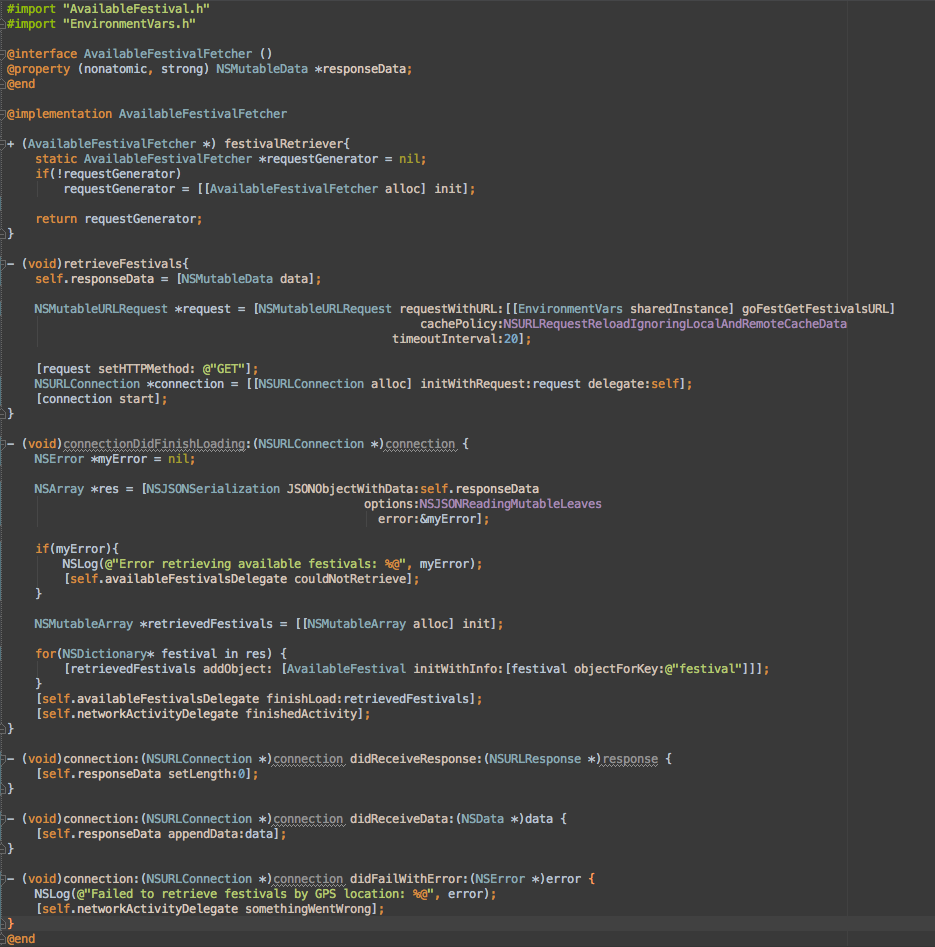 #import "AvailableFestival.h"
#import "EnvironmentVars.h"
@interface AvailableFestivalFetcher ()
@property (nonatomic, strong) NSMutableData *responseData;
@end
@implementation AvailableFestivalFetcher
+ (AvailableFestivalFetcher *) festivalRetriever{
static AvailableFestivalFetcher *requestGenerator = nil;
if(!requestGenerator)
requestGenerator = [[AvailableFestivalFetcher alloc] init];
return requestGenerator;
}
- (void)retrieveFestivals{
self.responseData = [NSMutableData data];
NSMutableURLRequest *request = [NSMutableURLRequest requestWithURL:[[EnvironmentVars sharedInstance] goFestGetFestivalsURL]
cachePolicy:NSURLRequestReloadIgnoringLocalAndRemoteCacheData
timeoutInterval:20];
[request setHTTPMethod: @"GET"];
NSURLConnection *connection = [[NSURLConnection alloc] initWithRequest:request delegate:self];
[connection start];
}
- (void)connectionDidFinishLoading:(NSURLConnection *)connection {
NSError *myError = nil;
NSArray *res = [NSJSONSerialization JSONObjectWithData:self.responseData
options:NSJSONReadingMutableLeaves
error:&myError];
if(myError){
NSLog(@"Error retrieving available festivals: %@", myError);
[self.availableFestivalsDelegate couldNotRetrieve];
}
NSMutableArray *retrievedFestivals = [[NSMutableArray alloc] init];
for(NSDictionary* festival in res) {
[retrievedFestivals addObject: [AvailableFestival initWithInfo:[festival objectForKey:@"festival"]]];
}
[self.availableFestivalsDelegate finishLoad:retrievedFestivals];
[self.networkActivityDelegate finishedActivity];
}
- (void)connection:(NSURLConnection *)connection didReceiveResponse:(NSURLResponse *)response {
[self.responseData setLength:0];
}
- (void)connection:(NSURLConnection *)connection didReceiveData:(NSData *)data {
[self.responseData appendData:data];
}
- (void)connection:(NSURLConnection *)connection didFailWithError:(NSError *)error {
NSLog(@"Failed to retrieve festivals by GPS location: %@", error);
[self.networkActivityDelegate somethingWentWrong];
}
@end